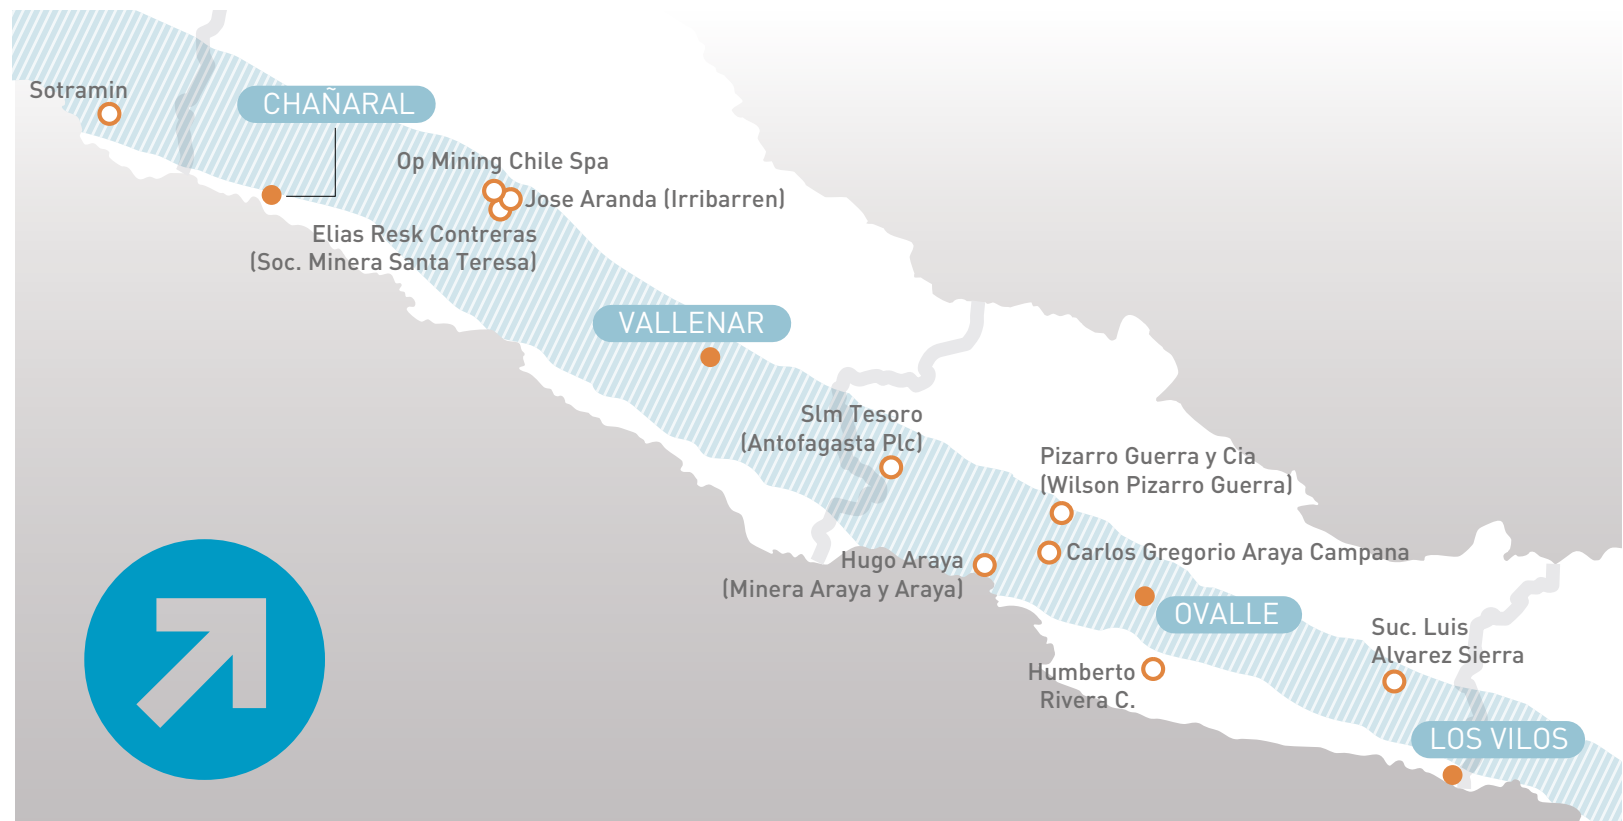 Sotramin
CHAÑARAL
Op Mining Chile Spa
Jose Aranda (Irribarren)
Elias Resk Contreras
(Soc. Minera Santa Teresa)
VALLENAR
Slm Tesoro
(Antofagasta Plc)
Pizarro Guerra y Cia
(Wilson Pizarro Guerra)
Carlos Gregorio Araya Campana
Hugo Araya
(Minera Araya y Araya)
OVALLE
Suc. Luis
Alvarez Sierra
Humberto
Rivera C.
LOS VILOS